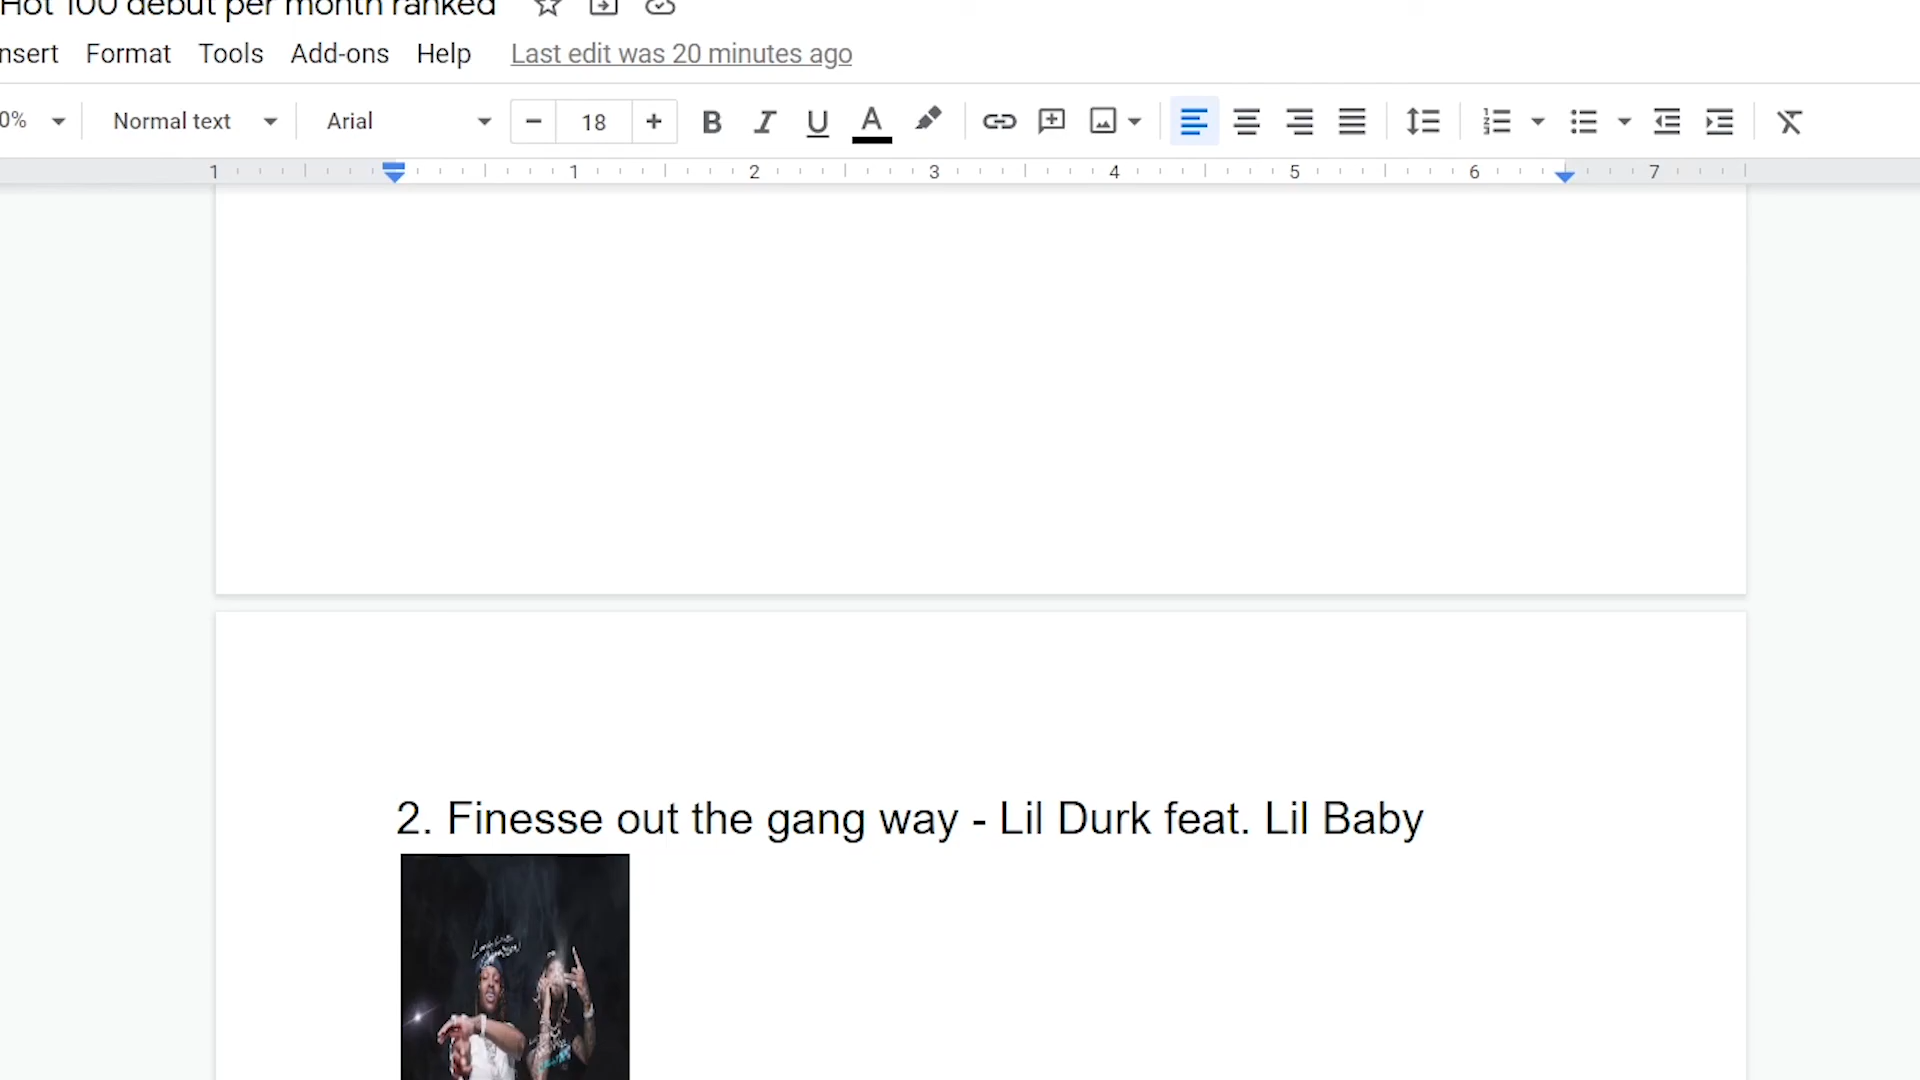 Hot 100 debut per month ranked
nsert Format Tools Add-ons Help Last edit was 20 minutes ago
0% Normal text Arial 18
1 1 2 3 4 5 6 7
2. Finesse out the gang way - Lil Durk feat. Lil Baby